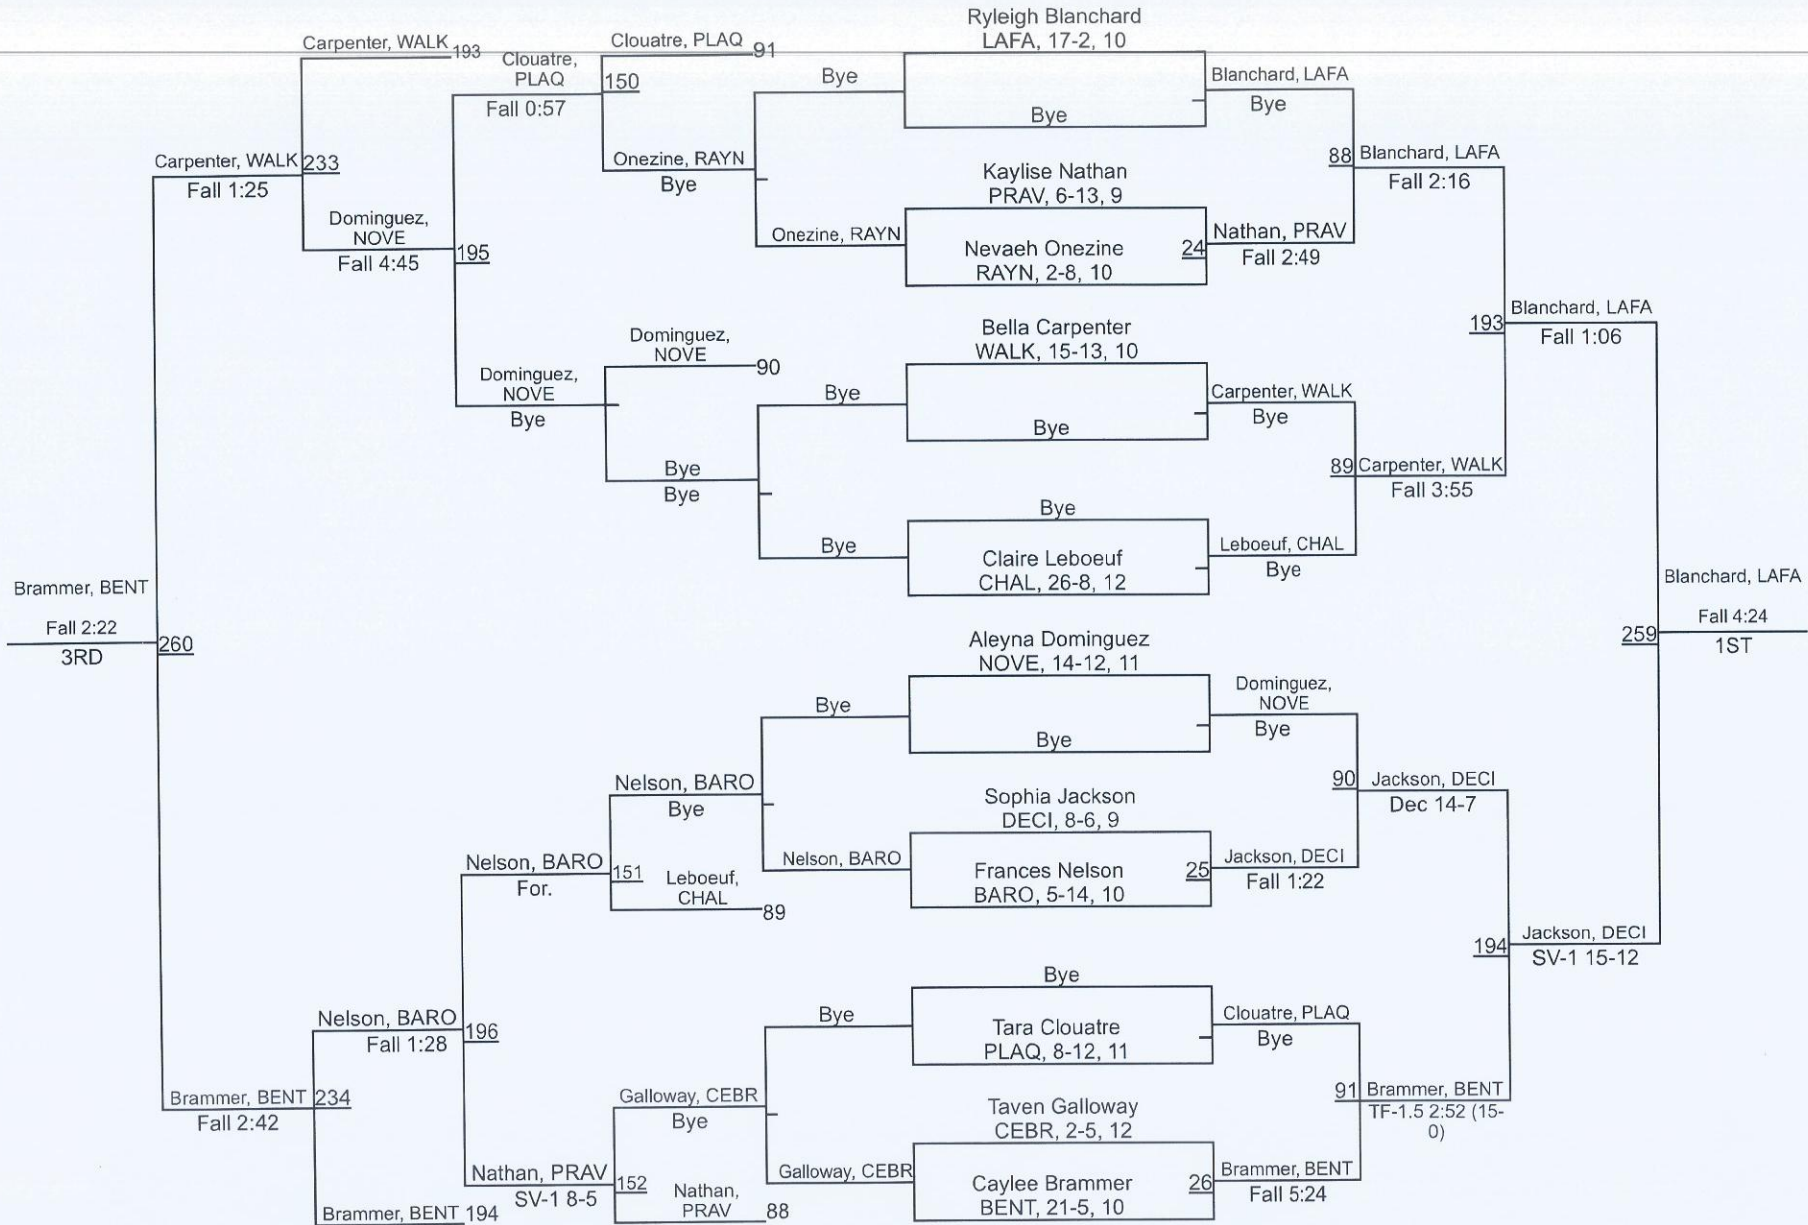 Ryleigh Blanchard
LAFA, 17-2, 10
Bye
Kaylise Nathan
PRAV, 6-13, 9
Nevaeh Onezine
RAYN, 2-8, 10
24
Bella Carpenter
WALK, 15-13, 10
Bye
Bye
Claire Leboeuf
CHAL, 26-8, 12
Aleyna Dominguez
NOVE, 14-12, 11
Bye
Sophia Jackson
DECI, 8-6, 9
Frances Nelson
BARO, 5-14, 10
25
Bye
Tara Clouatre
PLAQ, 8-12, 11
Taven Galloway
CEBR, 2-5, 12
Caylee Brammer
BENT, 21-5, 10
26
Blanchard, LAFA
Bye
Nathan, PRAV
Fall 2:49
Carpenter, WALK
Bye
Leboeuf, CHAL
Bye
Dominguez,
NOVE
Bye
Jackson, DECI
Fall 1:22
Clouatre, PLAQ
Bye
Brammer, BENT
Fall 5:24
88
Blanchard, LAFA
Fall 2:16
89
Carpenter, WALK
Fall 3:55
90
Jackson, DECI
Dec 14-7
91
Brammer, BENT
TF-1.5 2:52 (15-
0)
193
Blanchard, LAFA
Fall 1:06
194
Jackson, DECI
SV-1 15-12
259
Blanchard, LAFA
Fall 4:24
1ST
Bye
Onezine, RAYN
Bye
Bye
Bye
Nelson, BARO
Bye
Galloway, CEBR
Clouatre, PLAQ
91
Onezine, RAYN
Bye
Dominguez,
NOVE
90
Bye
Bye
Nelson, BARO
Bye
Leboeuf,
CHAL
89
Galloway, CEBR
Bye
Nathan,
PRAV
88
Clouatre,
PLAQ
Fall 0:57
150
Dominguez,
NOVE
Bye
Nelson, BARO
For.
151
Nathan, PRAV
SV-1 8-5
152
Carpenter, WALK
193
Dominguez,
NOVE
Fall 4:45
195
Nelson, BARO
Fall 1:28
196
Brammer, BENT
194
Carpenter, WALK
Fall 1:25
233
Brammer, BENT
Fall 2:42
234
Brammer, BENT
Fall 2:22
3RD
260